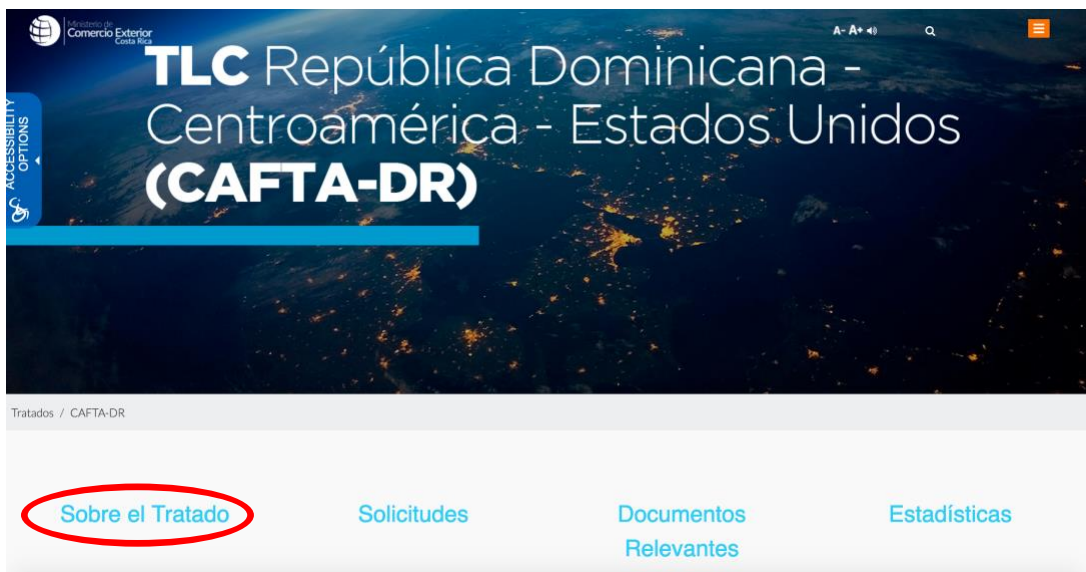 Ministerio de
Comercio Exterior
Costa Rica
A- A+
TLC República Dominicana -
Centroamérica - Estados Unidos
(CAFTA-DR)
ACCESSIBILITY
OPTIONS
Tratados / CAFTA-DR
Sobre el Tratado
Solicitudes
Documentos
Relevantes
Estadísticas